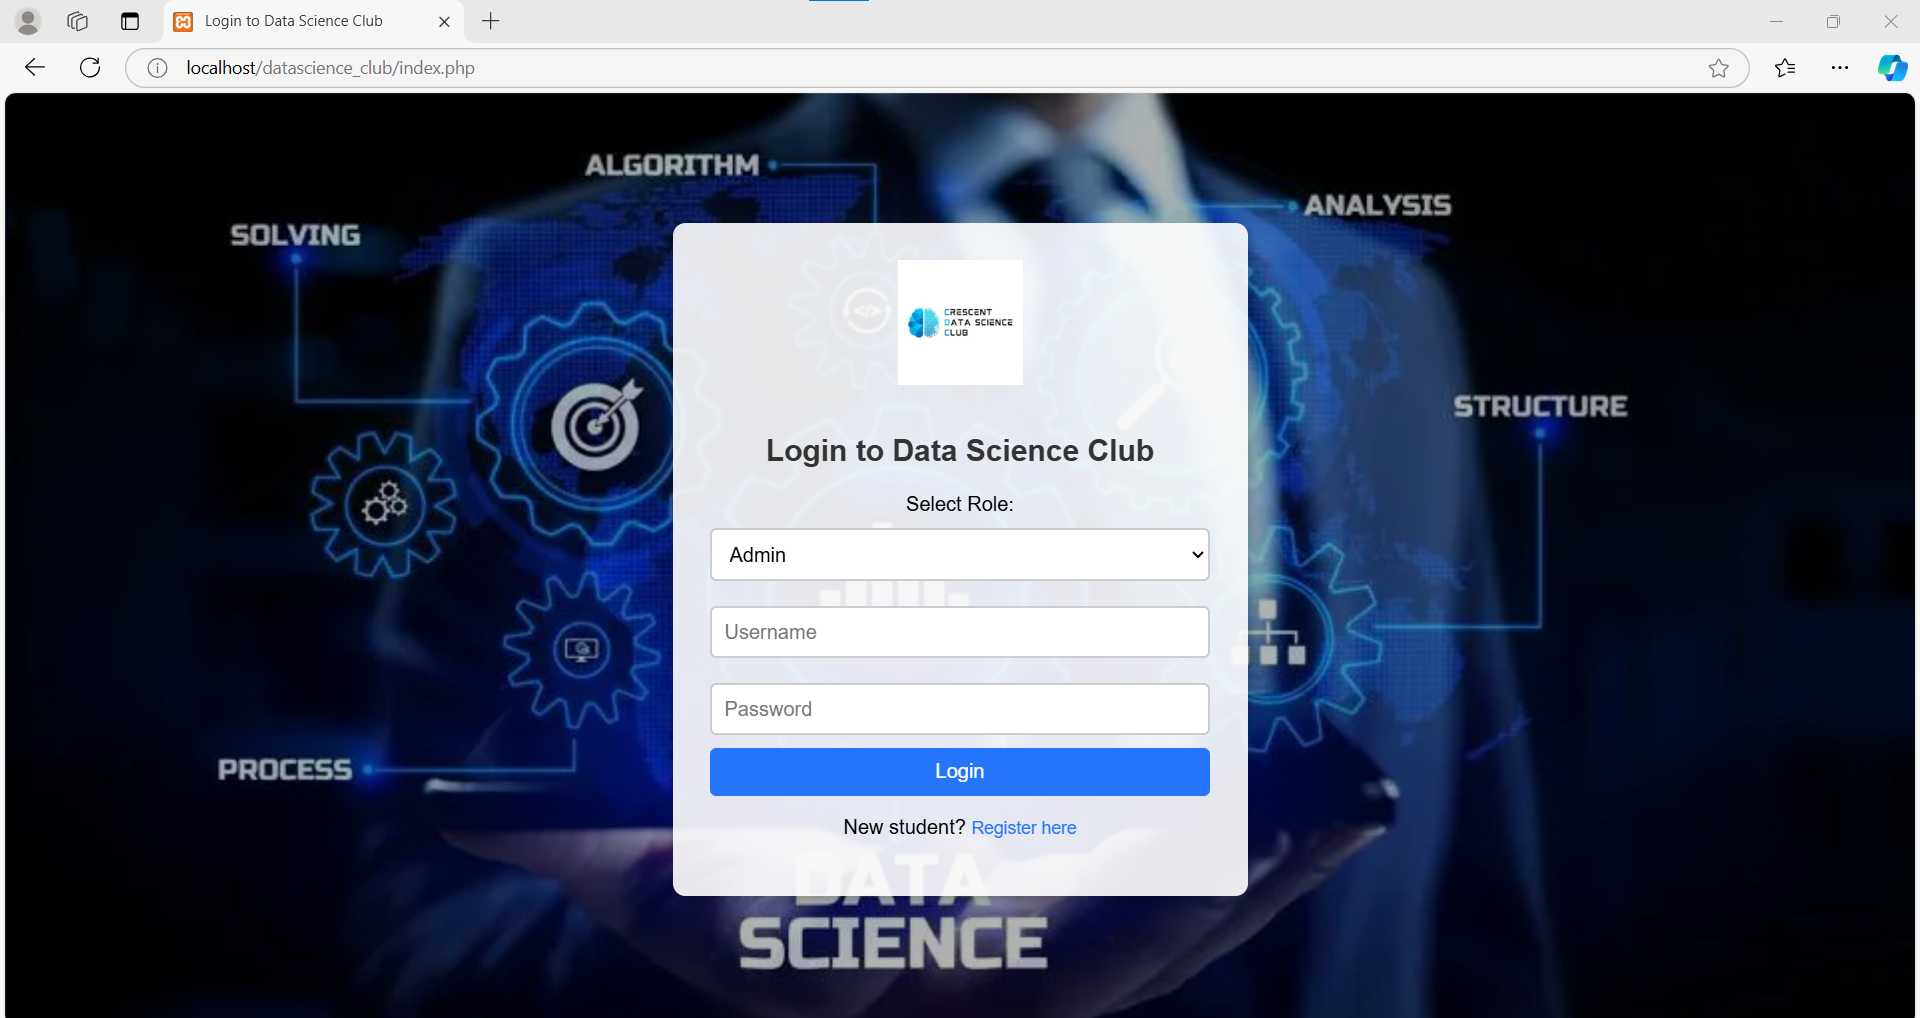 Login to Data Science Club
localhost/datascience_club/index.php
ALGORITHM
ANALYSIS
SOLVING
</>
CRESCENT
DATA SCIENCE
CLUB
STRUCTURE
Login to Data Science Club
Select Role:
Admin
Username
Password
Login
PROCESS
New student? Register here
DATA
SCIENCE